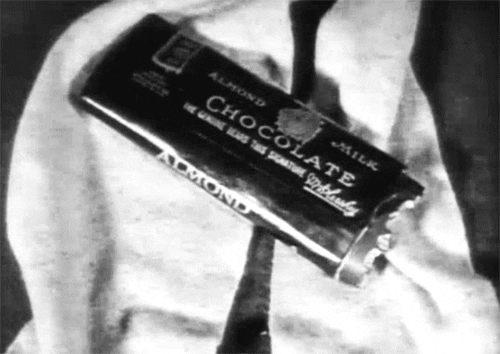 ALMOND MILK
CHOCOLATE
THE GENUINE BEARS THIS SIGNATURE
ALMOND